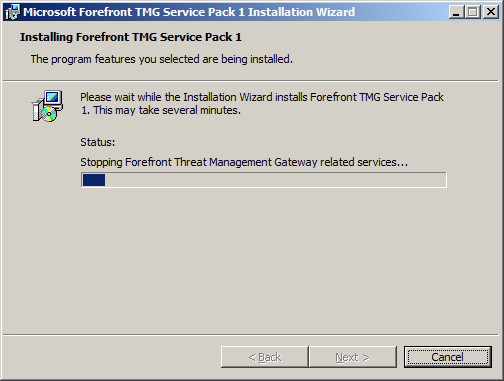 Microsoft Forefront TMG Service Pack 1 Installation Wizard
Installing Forefront TMG Service Pack 1
The program features you selected are being installed.
Please wait while the Installation Wizard installs Forefront TMG Service Pack
1. This may take several minutes.
Status:
Stopping Forefront Threat Management Gateway related services...
< Back
Next >
Cancel